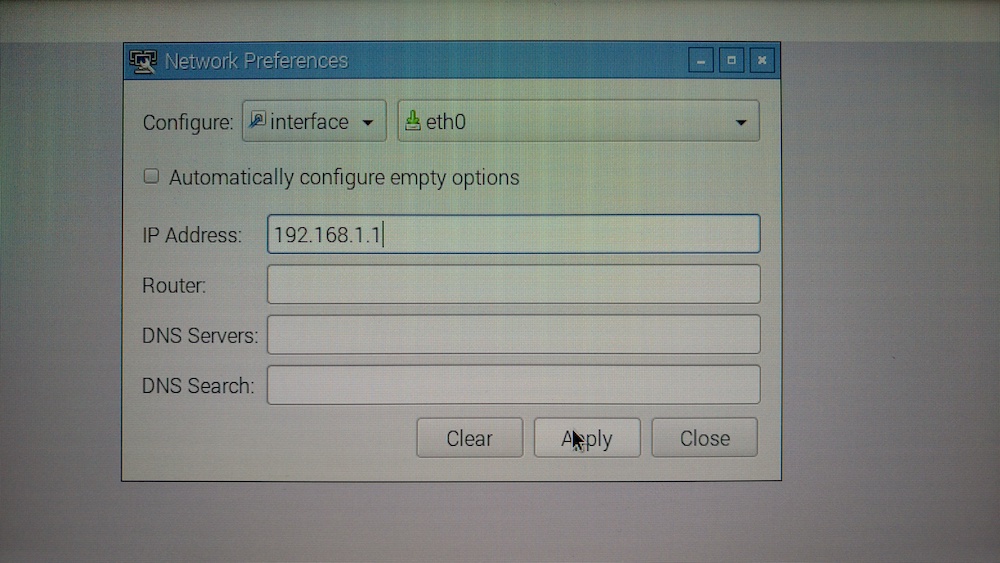 Network Preferences
Configure: interface eth0
Automatically configure empty options
IP Address: 192.168.1.1
Router:
DNS Servers:
DNS Search:
Clear Apply Close